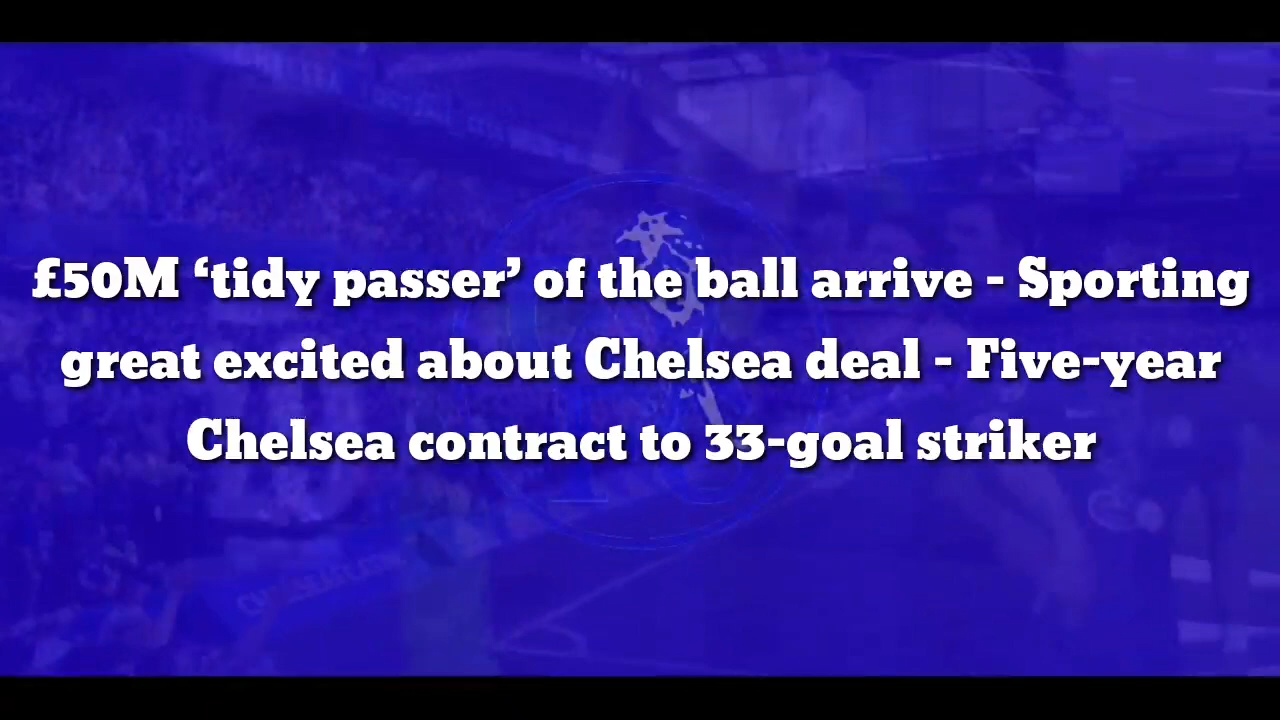 £50M ‘tidy passer’ of the ball arrive - Sporting
great excited about Chelsea deal - Five-year
Chelsea contract to 33-goal striker